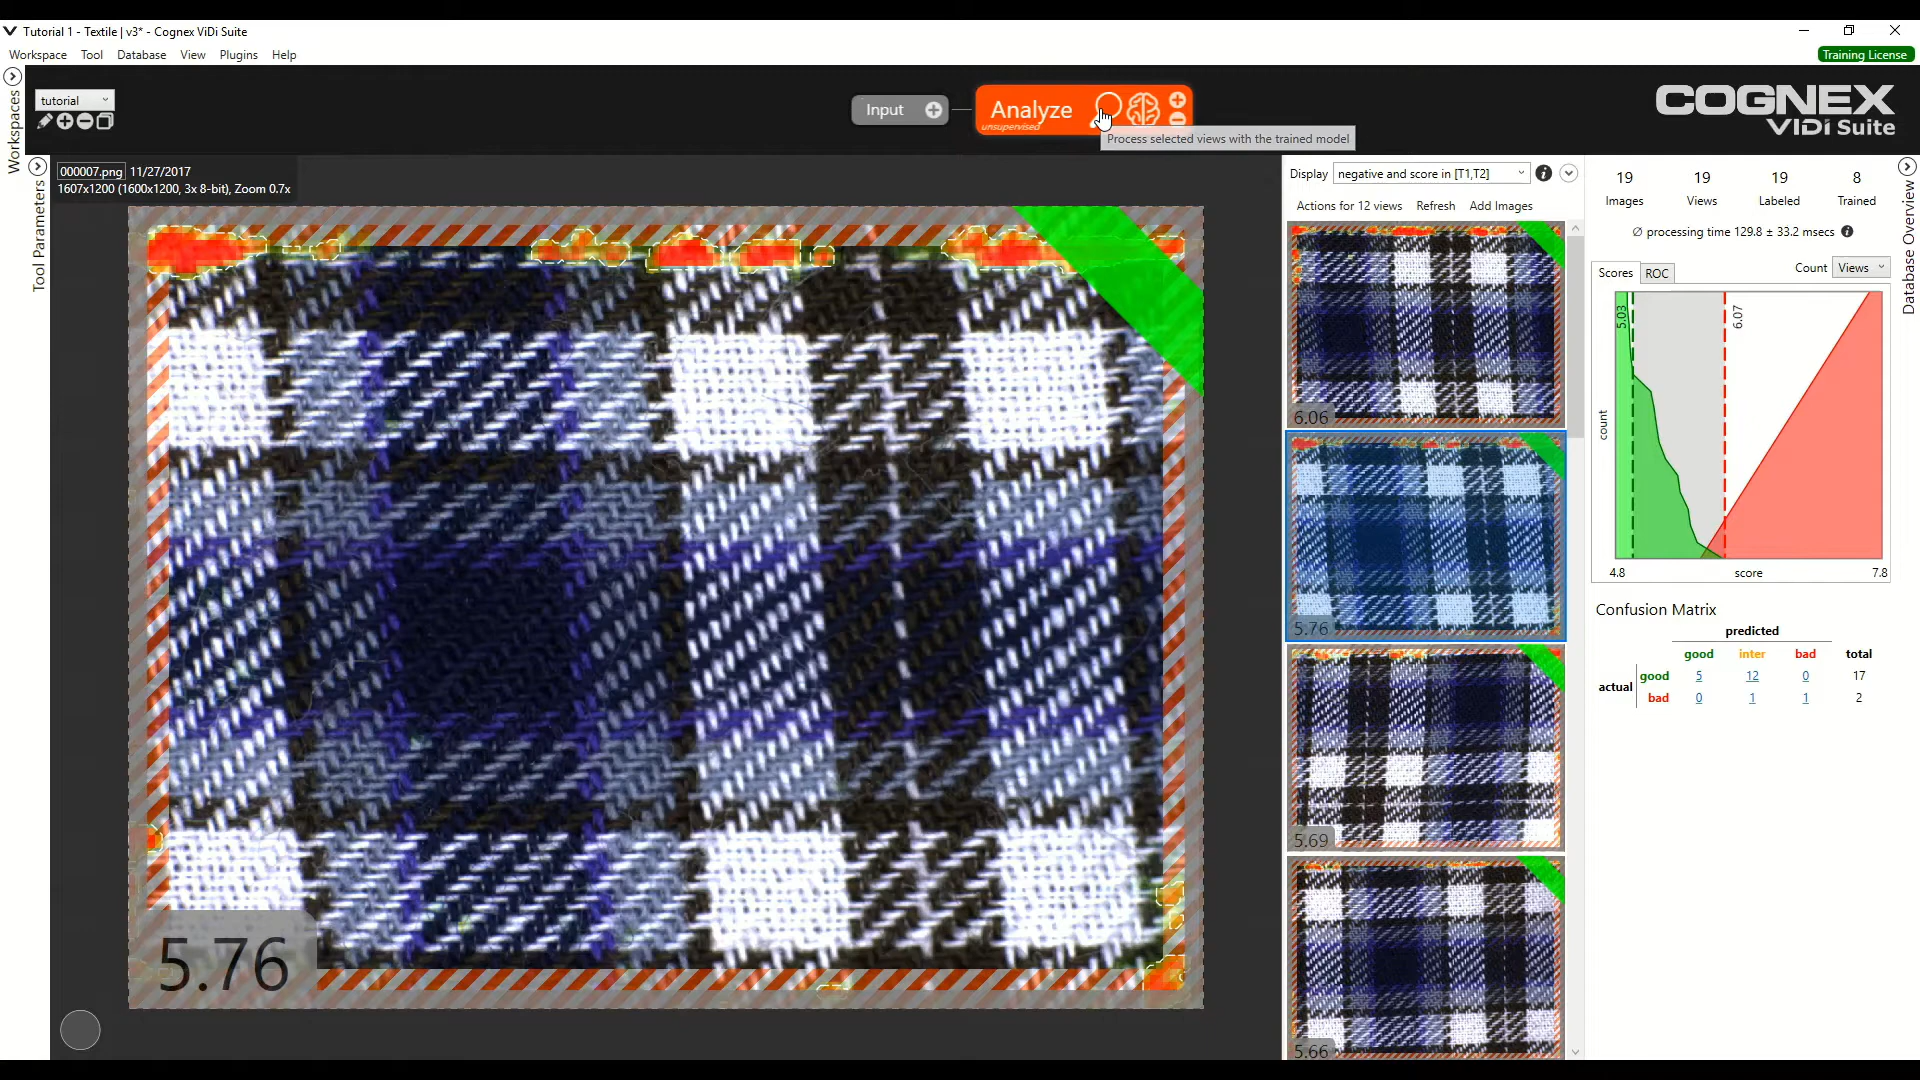 Tutorial 1 - Textile | v3* - Cognex ViDi Suite
Workspace Tool Database View Plugins Help
Training License
Workspaces
tutorial
Input
Analyze
unsupervised
Process selected views with the trained model
COGNEX
ViDi Suite
Tool Parameters
000007.png 11/27/2017
1607x1200 (1600x1200, 3x 8-bit), Zoom 0.7x
5.76
Display negative and score in [T1,T2]
Actions for 12 views Refresh Add Images
6.06
5.76
5.69
5.66
19 19 19 8
Images Views Labeled Trained
∅ processing time 129.8 ± 33.2 msecs
Scores ROC Count Views
5.03
6.07
count
4.8 score 7.8
Confusion Matrix
predicted
good inter bad total
actual good 5 12 0 17
bad 0 1 1 2
Database Overview